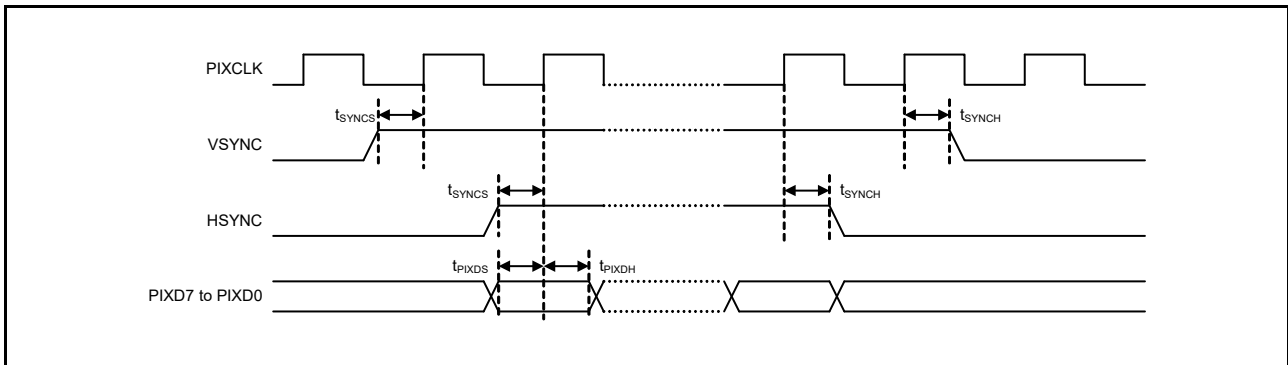 PIXCLK
tSYNCS
tSYNCH
VSYNC
tSYNCS
tSYNCH
HSYNC
tPIXDS
tPIXDH
PIXD7 to PIXD0